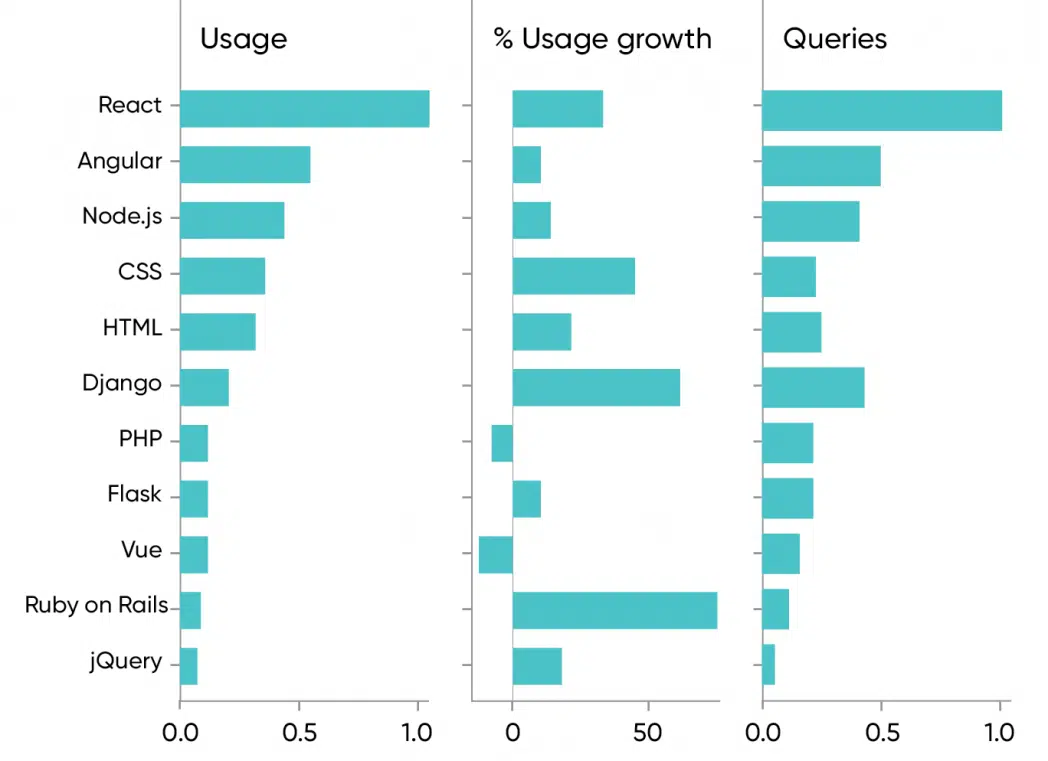 Usage
% Usage growth
Queries
React
Angular
Node.js
CSS
HTML
Django
PHP
Flask
Vue
Ruby on Rails
jQuery
0.0 0.5 1.0
0 50
0.0 0.5 1.0